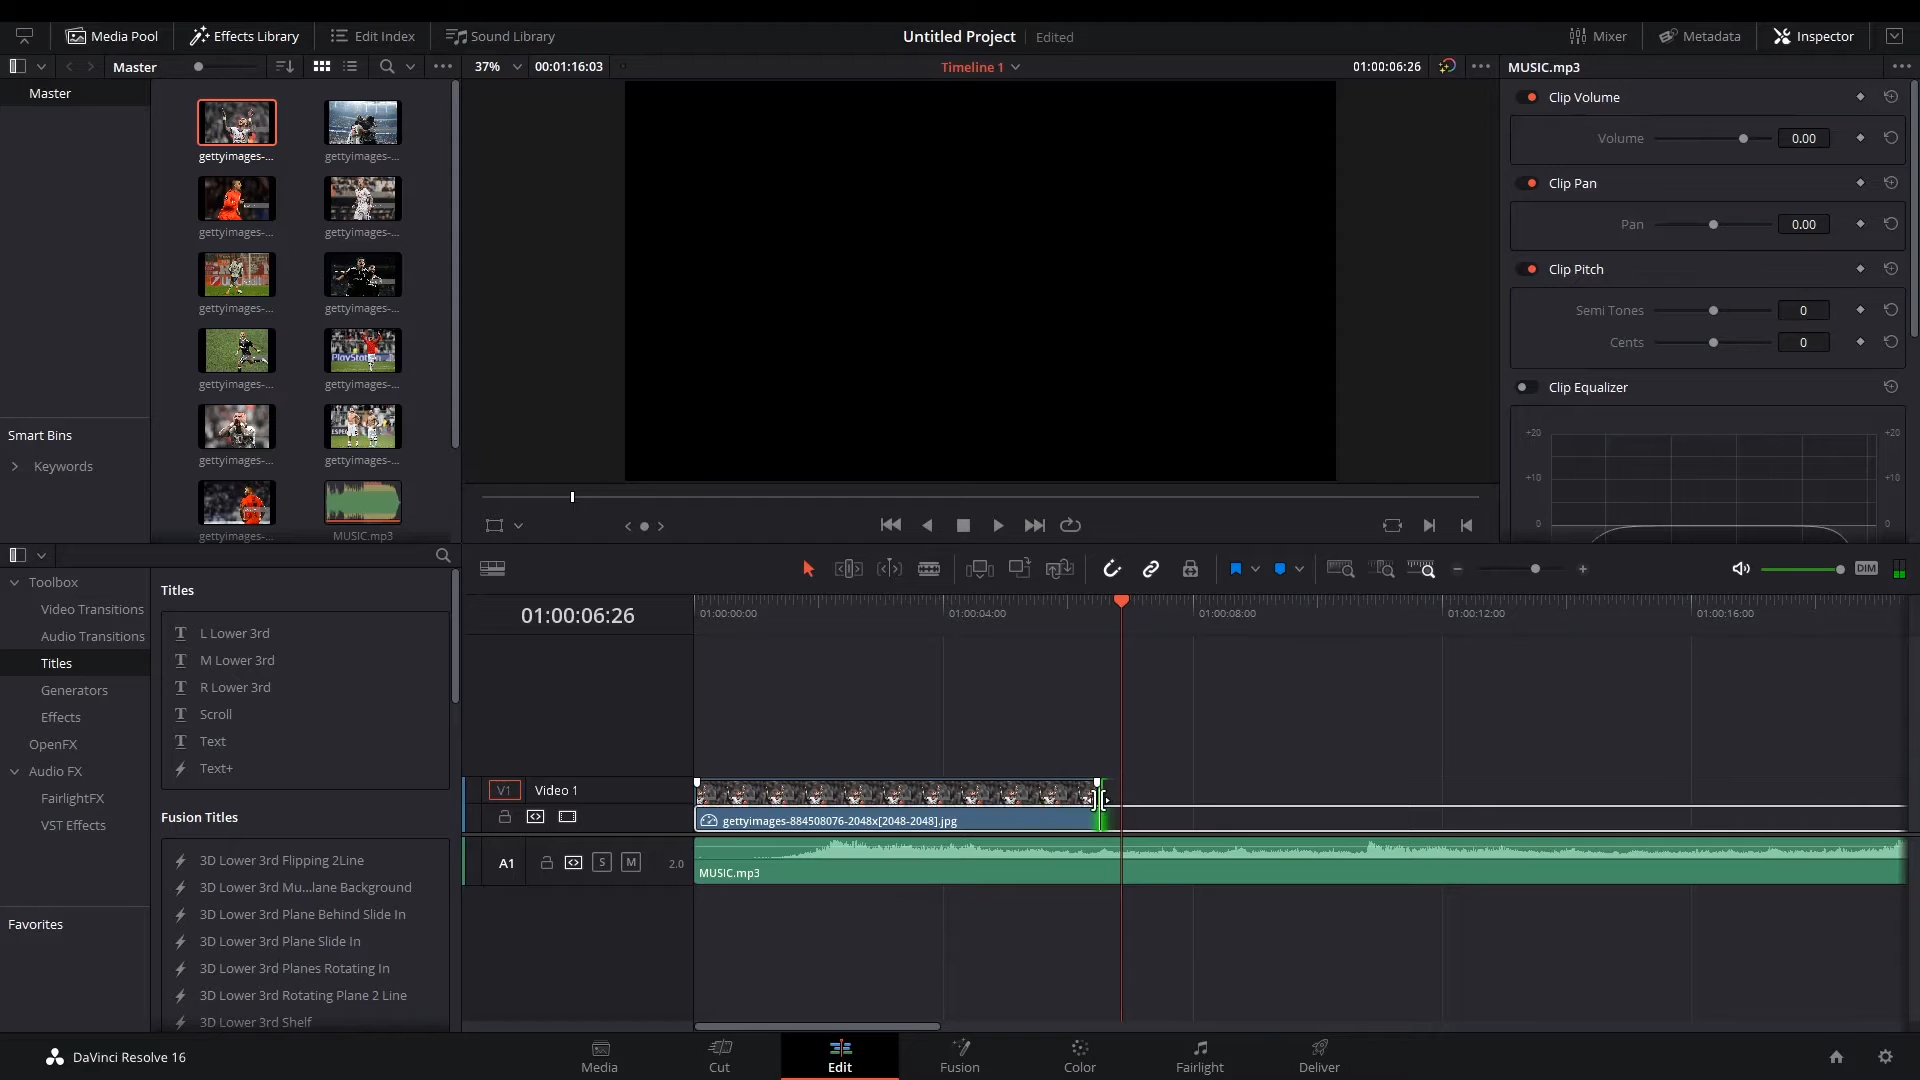 Media Pool
Effects Library
Edit Index
Sound Library
Untitled Project
Edited
Mixer
Metadata
Inspector
Master
37%
00:01:16:03
Timeline 1
01:00:06:26
MUSIC.mp3
Master
Smart Bins
Keywords
gettyimages-...
gettyimages-...
gettyimages-...
gettyimages-...
gettyimages-...
gettyimages-...
gettyimages-...
gettyimages-...
gettyimages-...
gettyimages-...
gettyimages-...
MUSIC.mp3
Clip Volume
Volume
0.00
Clip Pan
Pan
0.00
Clip Pitch
Semi Tones
0
Cents
0
Clip Equalizer
+20
+20
+10
+10
0
0
DIM
Toolbox
Video Transitions
Audio Transitions
Titles
Generators
Effects
OpenFX
Audio FX
FairlightFX
VST Effects
Favorites
Titles
L Lower 3rd
M Lower 3rd
R Lower 3rd
Scroll
Text
Text+
Fusion Titles
3D Lower 3rd Flipping 2Line
3D Lower 3rd Mu...lane Background
3D Lower 3rd Plane Behind Slide In
3D Lower 3rd Plane Slide In
3D Lower 3rd Planes Rotating In
3D Lower 3rd Rotating Plane 2 Line
3D Lower 3rd Shelf
01:00:06:26
01:00:00:00
01:00:04:00
01:00:08:00
01:00:12:00
01:00:16:00
V1
Video 1
gettyimages-884508076-2048x[2048-2048].jpg
A1
S
M
2.0
MUSIC.mp3
DaVinci Resolve 16
Media
Cut
Edit
Fusion
Color
Fairlight
Deliver